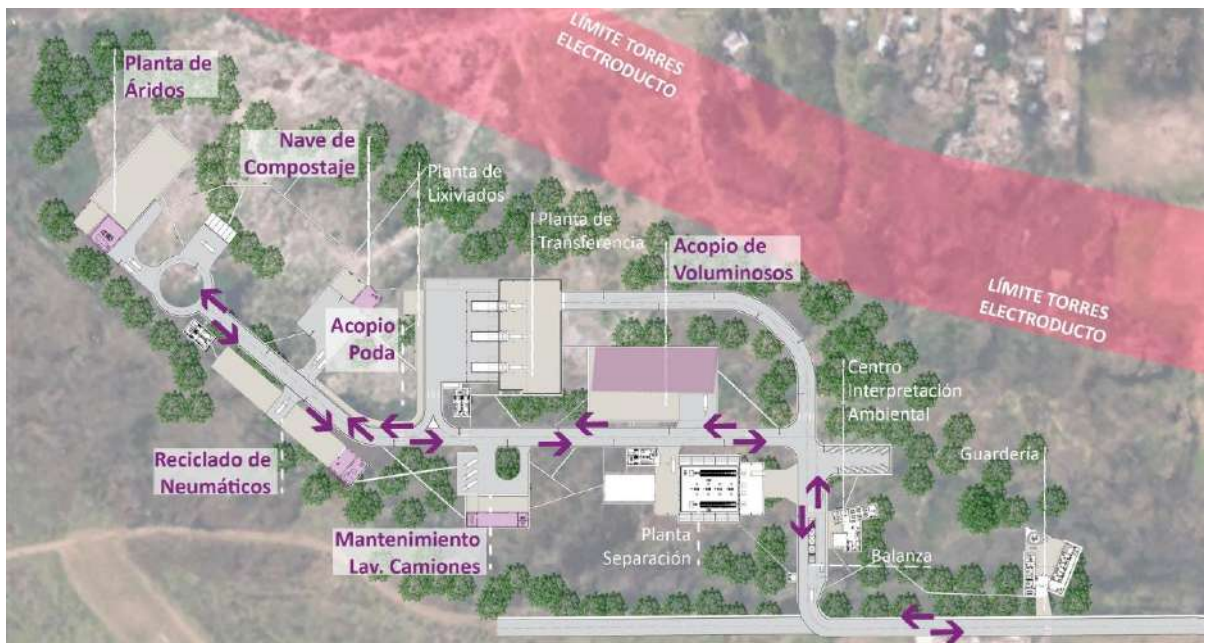 LÍMITE TORRES
ELECTRODUCTO
Planta de
Áridos
Nave de
Compostaje
Planta de
Lixiviados
Planta de
Transferencia
Acopio de
Voluminosos
LÍMITE TORRES
ELECTRODUCTO
Acopio
Poda
Centro
Interpretación
Ambiental
Guardería
Reciclado de
Neumáticos
Mantenimiento
Lav. Camiones
Planta
Separación
Balanza